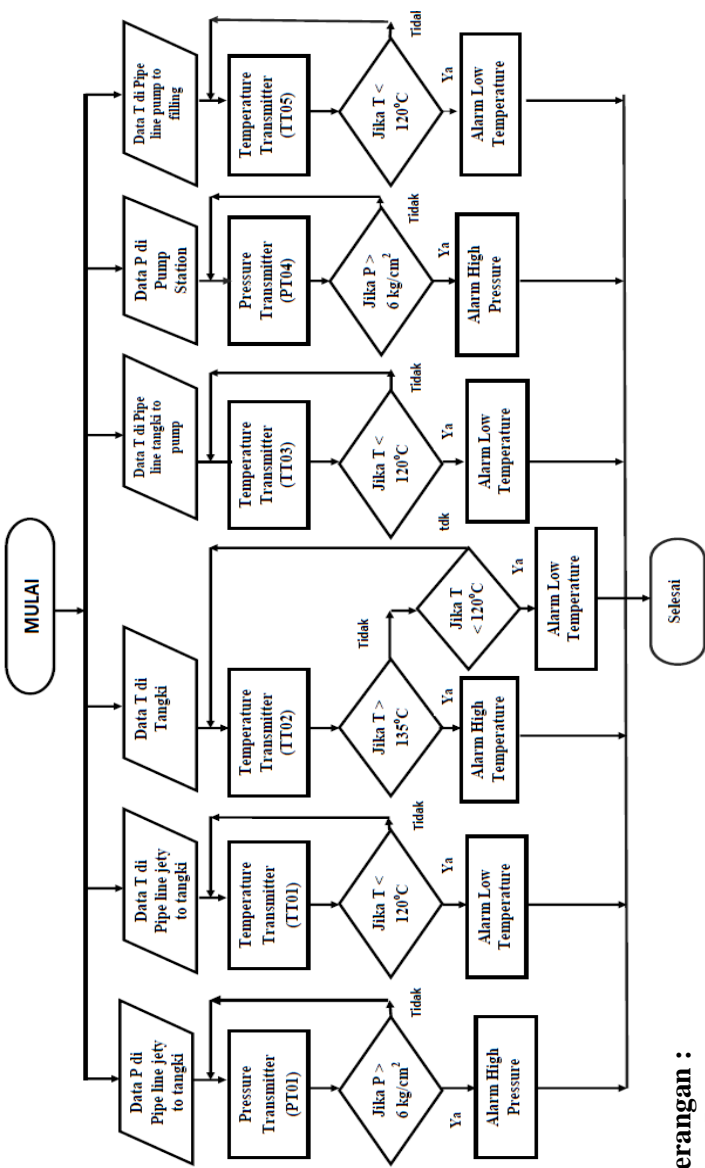 MULAI
Data P di
Pipe line jety
to tangki
Pressure
Transmitter
(PT01)
Jika P >
6 kg/cm²
Tidak
Ya
Alarm High
Pressure
Data T di
Pipe line jety
to tangki
Temperature
Transmitter
(TT01)
Jika T <
120°C
Tidak
Ya
Alarm Low
Temperature
Data T di
Tangki
Temperature
Transmitter
(TT02)
Jika T >
135°C
Tidak
Ya
Alarm High
Temperature
Jika T
< 120°C
Ya
Alarm Low
Temperature
Data T di Pipe
line tangki to
pump
Temperature
Transmitter
(TT03)
Jika T <
120°C
Tidak
tdk
Ya
Alarm Low
Temperature
Data P di
Pump
Station
Pressure
Transmitter
(PT04)
Jika P >
6 kg/cm²
Tidak
Ya
Alarm High
Pressure
Data T di Pipe
line pump to
filling
Temperature
Transmitter
(TT05)
Jika T <
120°C
Tidak
Ya
Alarm Low
Temperature
Selesai
erangan :